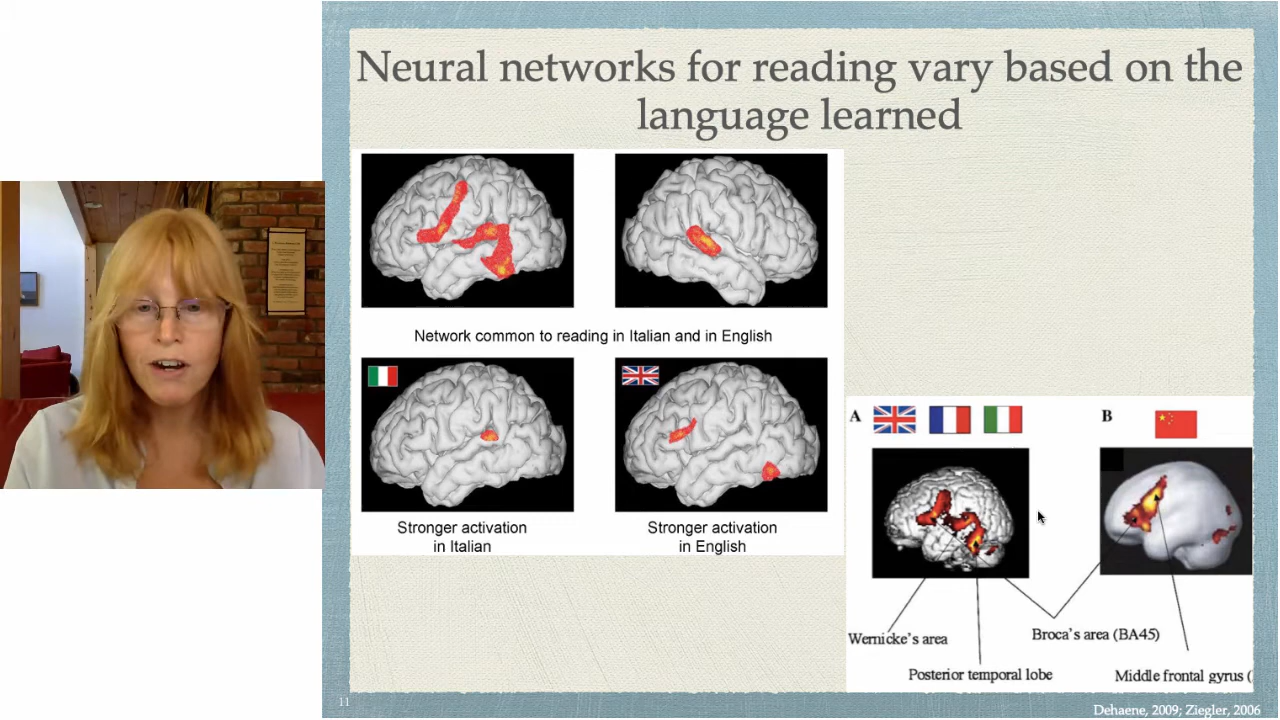 Neural networks for reading vary based on the
language learned
Network common to reading in Italian and in English
Stronger activation
in Italian
Stronger activation
in English
A
B
Wernicke's area
Broca's area (BA45)
Posterior temporal lobe
Middle frontal gyrus (
11
Dehaene, 2009; Ziegler, 2006